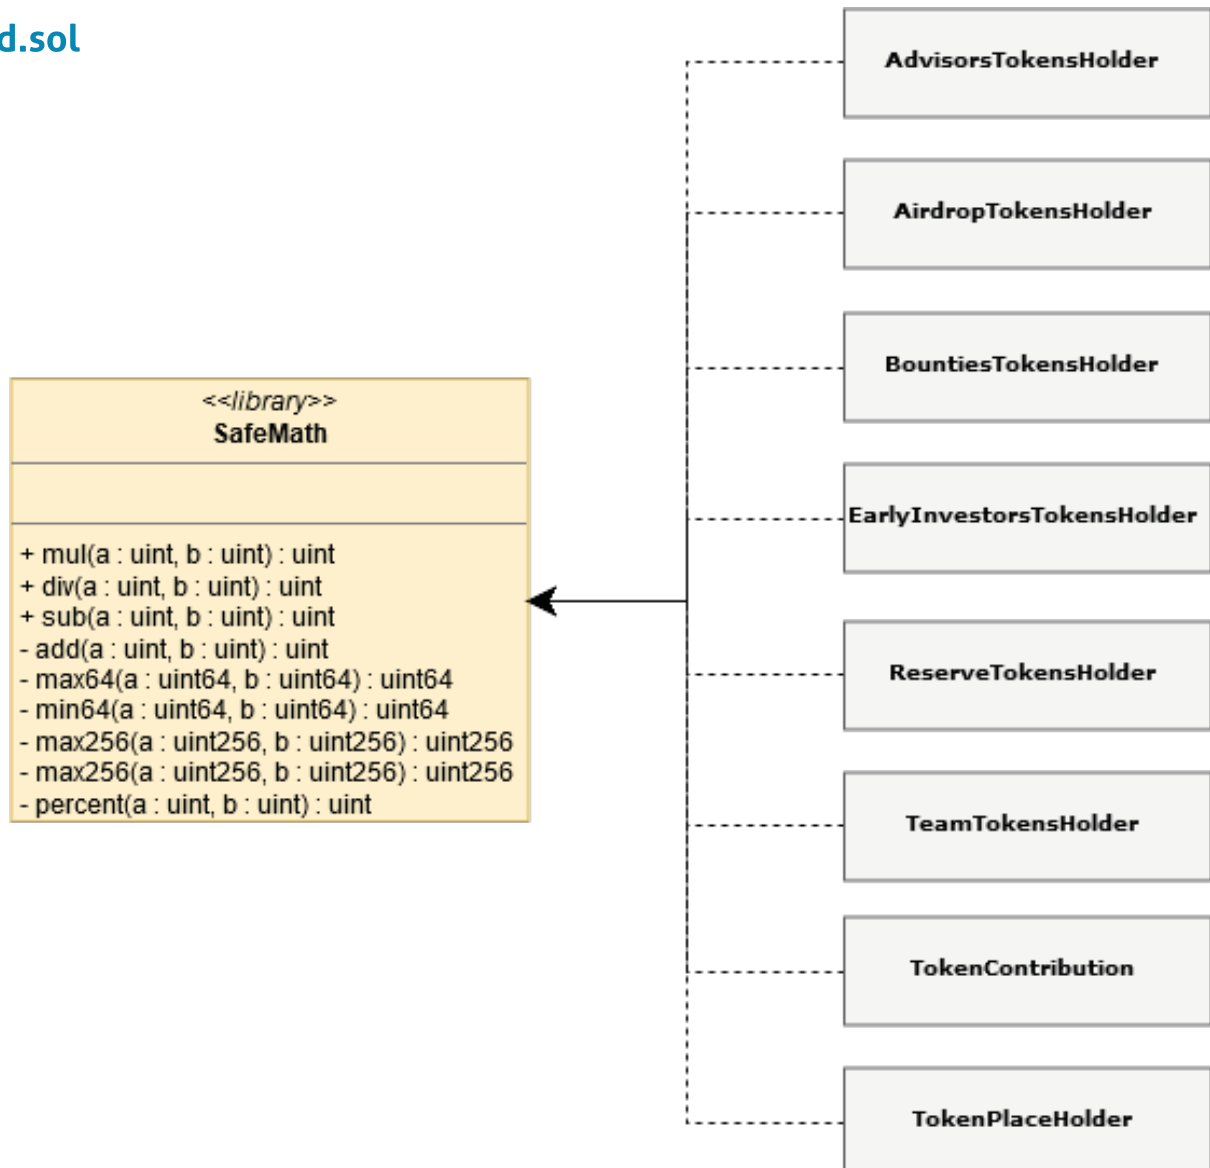 d.sol
<<library>>
SafeMath
+ mul(a : uint, b : uint) : uint
+ div(a : uint, b : uint) : uint
+ sub(a : uint, b : uint) : uint
- add(a : uint, b : uint) : uint
- max64(a : uint64, b : uint64) : uint64
- min64(a : uint64, b : uint64) : uint64
- max256(a : uint256, b : uint256) : uint256
- max256(a : uint256, b : uint256) : uint256
- percent(a : uint, b : uint) : uint
AdvisorsTokensHolder
AirdropTokensHolder
BountiesTokensHolder
EarlyInvestorsTokensHolder
ReserveTokensHolder
TeamTokensHolder
TokenContribution
TokenPlaceHolder